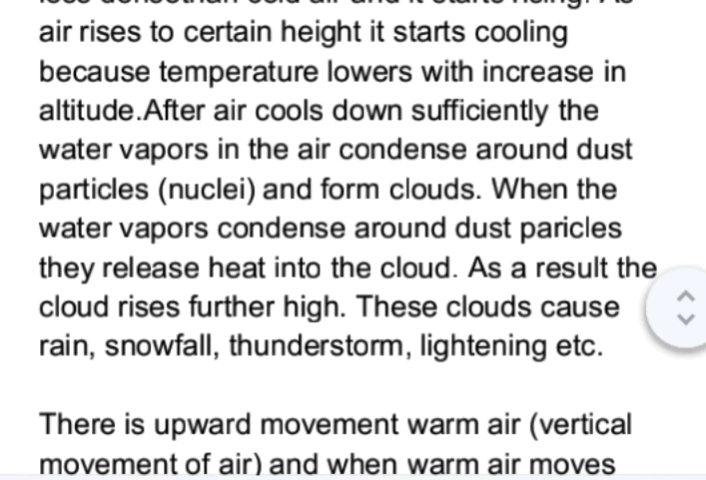 air rises to certain height it starts cooling
because temperature lowers with increase in
altitude.After air cools down sufficiently the
water vapors in the air condense around dust
particles (nuclei) and form clouds. When the
water vapors condense around dust paricles
they release heat into the cloud. As a result the
cloud rises further high. These clouds cause
rain, snowfall, thunderstorm, lightening etc.
There is upward movement warm air (vertical
movement of air) and when warm air moves